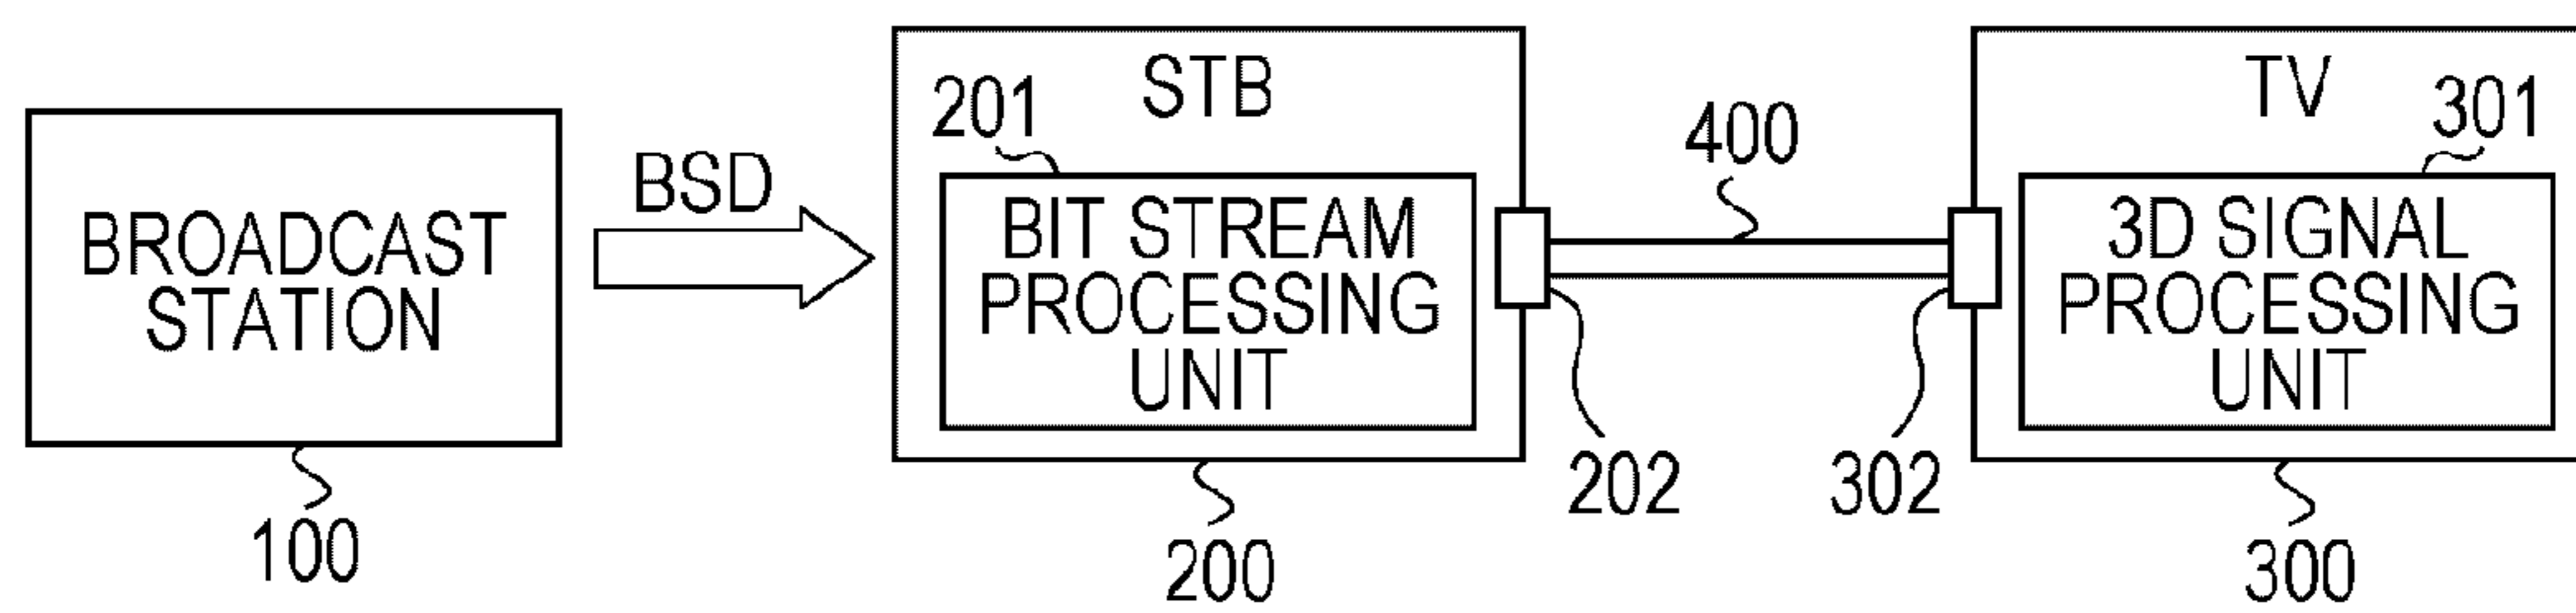 BROADCAST
STATION
100
BSD
STB
201
BIT STREAM
PROCESSING
UNIT
200
202
400
302
TV
301
3D SIGNAL
PROCESSING
UNIT
300